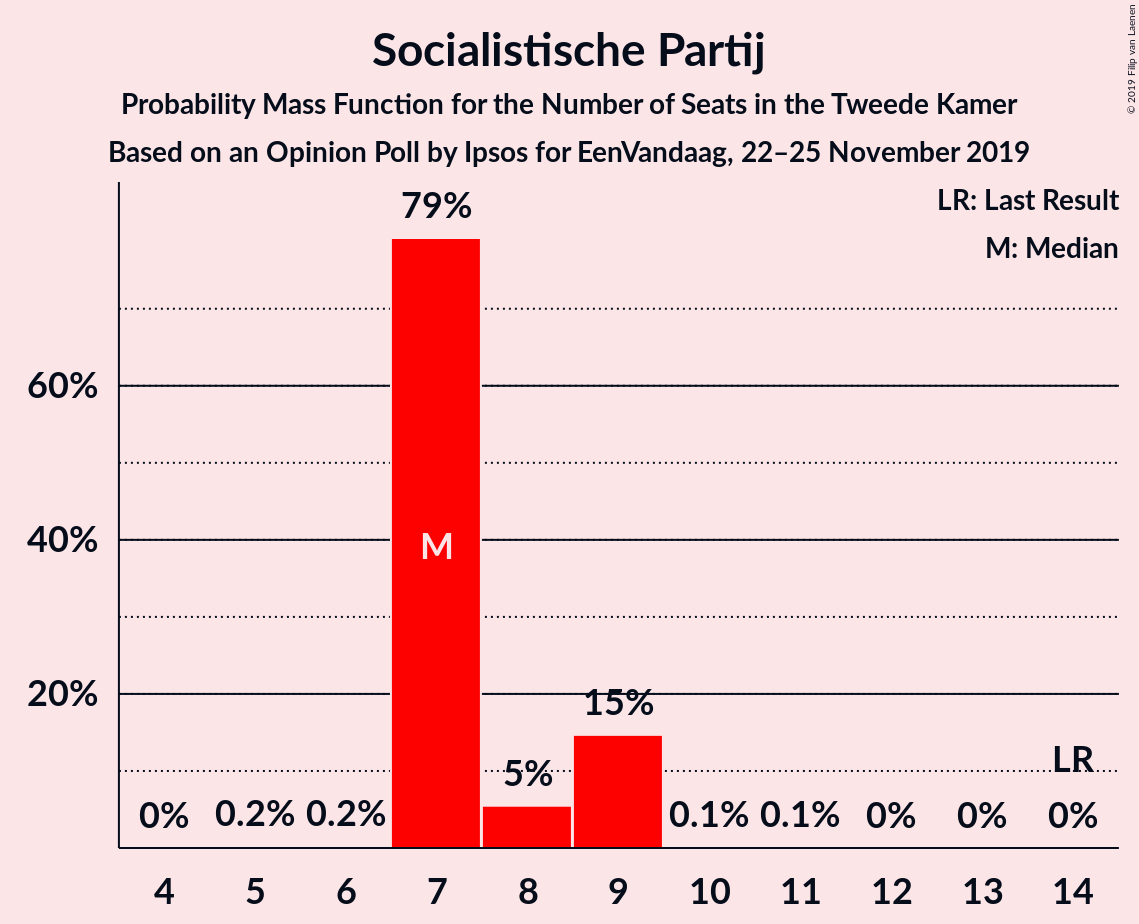 Socialistische Partij
Probability Mass Function for the Number of Seats in the Tweede Kamer
Based on an Opinion Poll by Ipsos for EenVandaag, 22–25 November 2019
© 2019 Filip van Laenen
LR: Last Result
M: Median
79%
60%
40%
M
20%
15%
LR
5%
0% 0.2% 0.2% 0.1% 0.1% 0% 0% 0%
4 5 6 7 8 9 10 11 12 13 14